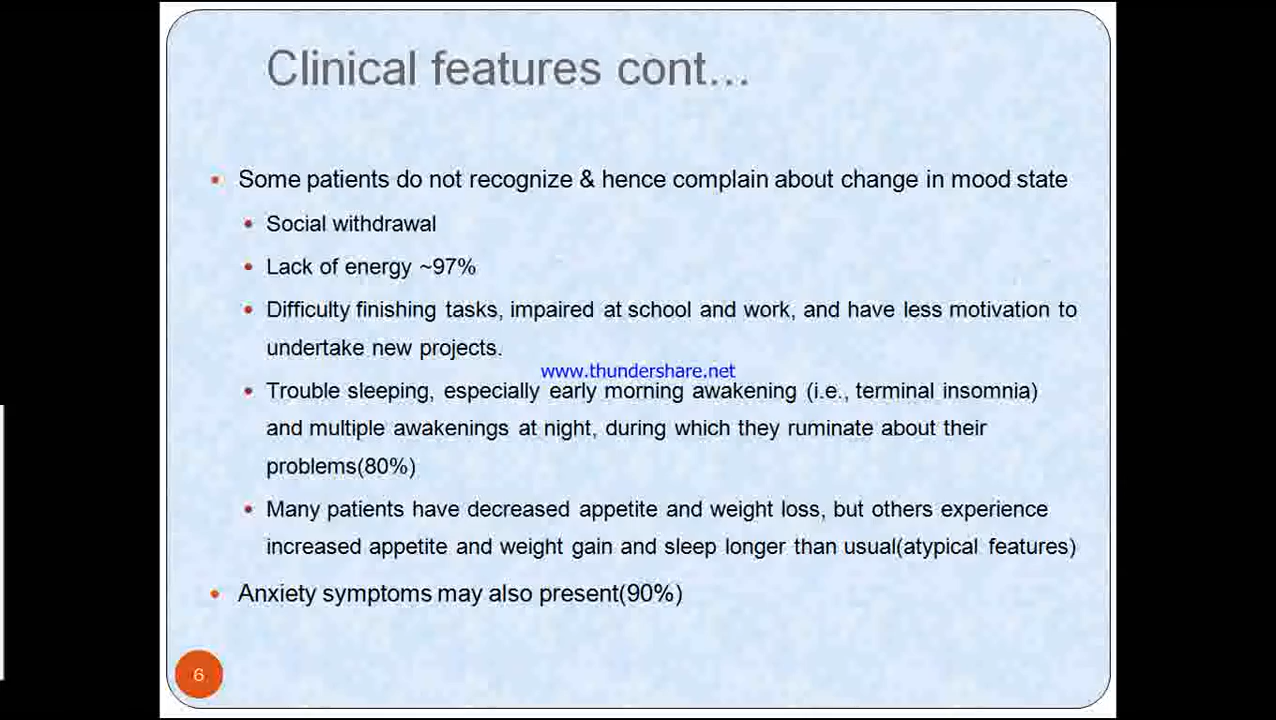 Clinical features cont...
• Some patients do not recognize & hence complain about change in mood state
• Social withdrawal
• Lack of energy ~97%
• Difficulty finishing tasks, impaired at school and work, and have less motivation to
undertake new projects.
www.thundershare.net
• Trouble sleeping, especially early morning awakening (i.e., terminal insomnia)
and multiple awakenings at night, during which they ruminate about their
problems(80%)
• Many patients have decreased appetite and weight loss, but others experience
increased appetite and weight gain and sleep longer than usual(atypical features)
• Anxiety symptoms may also present(90%)
6